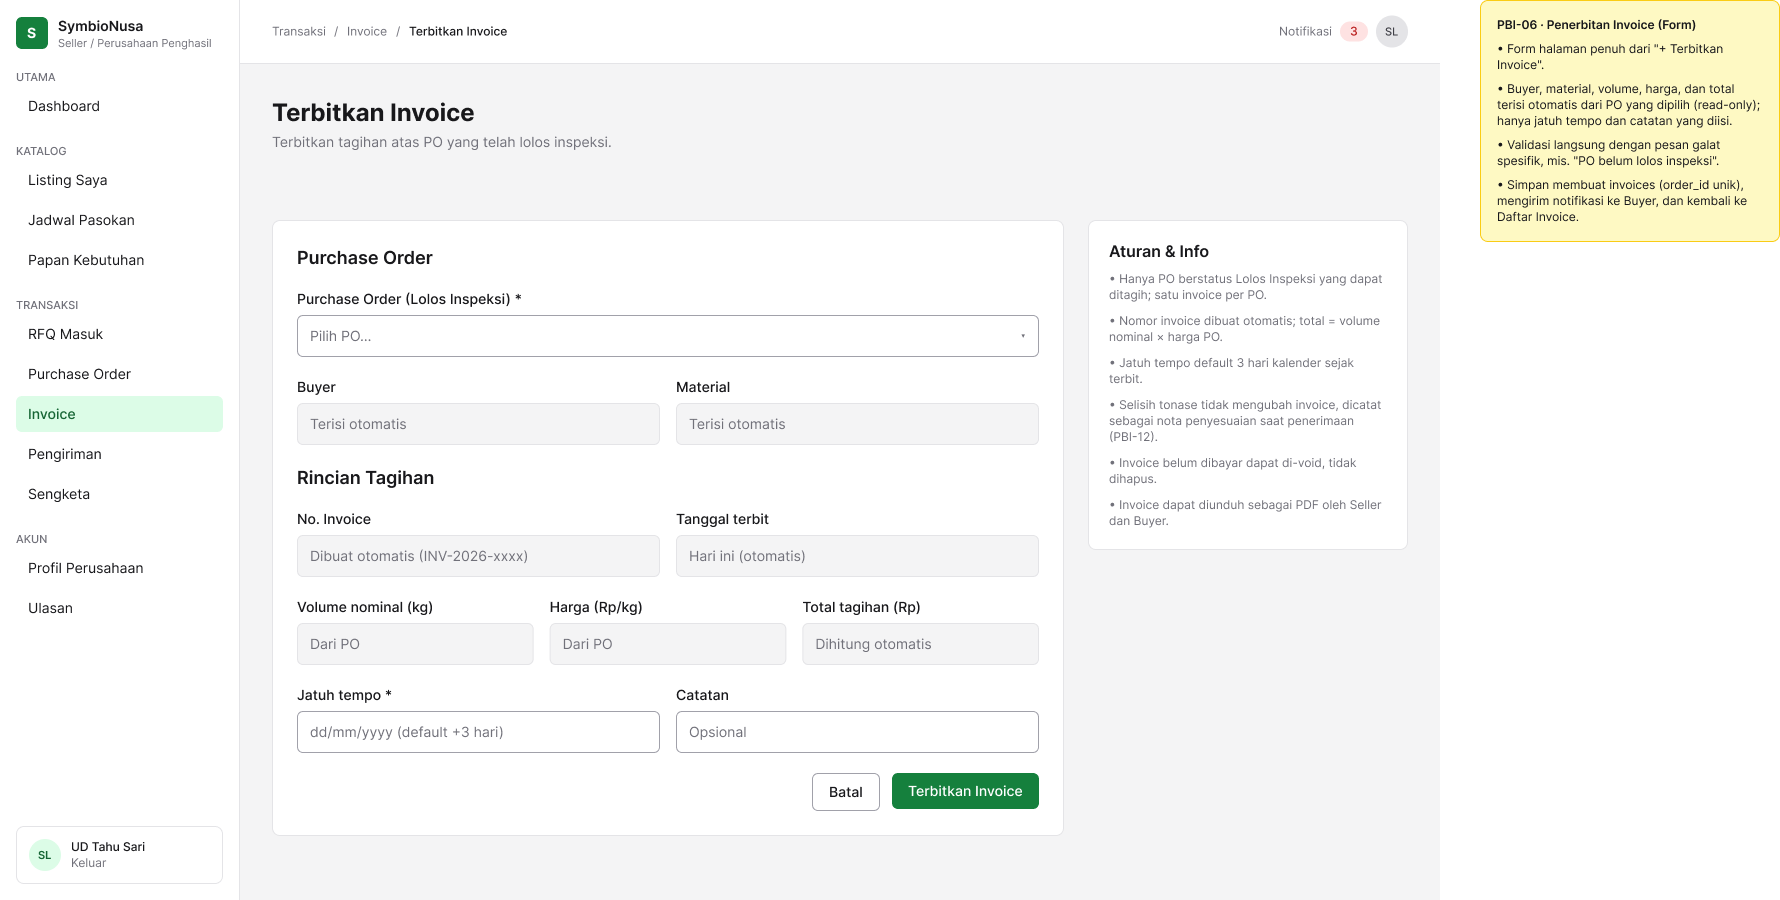 S
SymbioNusa
Seller / Perusahaan Penghasil
UTAMA
Dashboard
KATALOG
Listing Saya
Jadwal Pasokan
Papan Kebutuhan
TRANSAKSI
RFQ Masuk
Purchase Order
Invoice
Pengiriman
Sengketa
AKUN
Profil Perusahaan
Ulasan
SL
UD Tahu Sari
Keluar
Transaksi / Invoice / Terbitkan Invoice
Notifikasi 3 SL
Terbitkan Invoice
Terbitkan tagihan atas PO yang telah lolos inspeksi.
Purchase Order
Purchase Order (Lolos Inspeksi) *
Pilih PO...
Buyer Material
Terisi otomatis Terisi otomatis
Rincian Tagihan
No. Invoice Tanggal terbit
Dibuat otomatis (INV-2026-xxxx) Hari ini (otomatis)
Volume nominal (kg) Harga (Rp/kg) Total tagihan (Rp)
Dari PO Dari PO Dihitung otomatis
Jatuh tempo * Catatan
dd/mm/yyyy (default +3 hari) Opsional
Batal Terbitkan Invoice
Aturan & Info
• Hanya PO berstatus Lolos Inspeksi yang dapat
ditagih; satu invoice per PO.
• Nomor invoice dibuat otomatis; total = volume
nominal × harga PO.
• Jatuh tempo default 3 hari kalender sejak
terbit.
• Selisih tonase tidak mengubah invoice, dicatat
sebagai nota penyesuaian saat penerimaan
(PBI-12).
• Invoice belum dibayar dapat di-void, tidak
dihapus.
• Invoice dapat diunduh sebagai PDF oleh Seller
dan Buyer.
PBI-06 · Penerbitan Invoice (Form)
• Form halaman penuh dari "+ Terbitkan
Invoice".
• Buyer, material, volume, harga, dan total
terisi otomatis dari PO yang dipilih (read-only);
hanya jatuh tempo dan catatan yang diisi.
• Validasi langsung dengan pesan galat
spesifik, mis. "PO belum lolos inspeksi".
• Simpan membuat invoices (order_id unik),
mengirim notifikasi ke Buyer, dan kembali ke
Daftar Invoice.